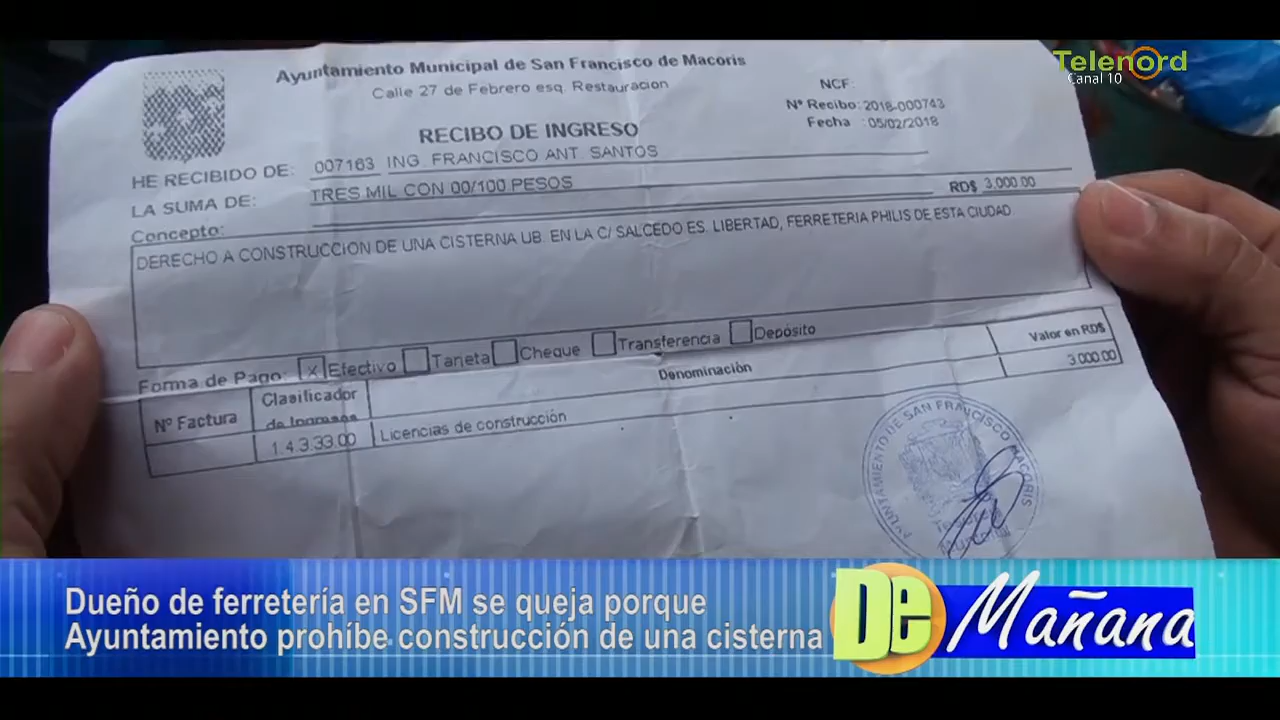 Telenord
Canal 10
Ayuntamiento Municipal de San Francisco de Macoris
Calle 27 de Febrero esq. Restauracion
NCF:
Nº Recibo: 2018-000743
Fecha : 05/02/2018
RECIBO DE INGRESO
HE RECIBIDO DE: 007163 ING. FRANCISCO ANT. SANTOS
LA SUMA DE: TRES MIL CON 00/100 PESOS RD$ 3,000.00
Concepto:
DERECHO A CONSTRUCCION DE UNA CISTERNA UB. EN LA C/ SALCEDO ES. LIBERTAD, FERRETERIA PHILIS DE ESTA CIUDAD
Forma de Pago: x Efectivo Tarjeta Cheque Transferencia Depósito
Nº Factura Clasificador de Ingresos Denominación Valor en RD$
1.4.3.33.00 Licencias de construcción 3,000.00
AYUNTAMIENTO DE SAN FRANCISCO MACORIS
Municipal
Dueño de ferretería en SFM se queja porque
Ayuntamiento prohíbe construcción de una cisterna
De Mañana